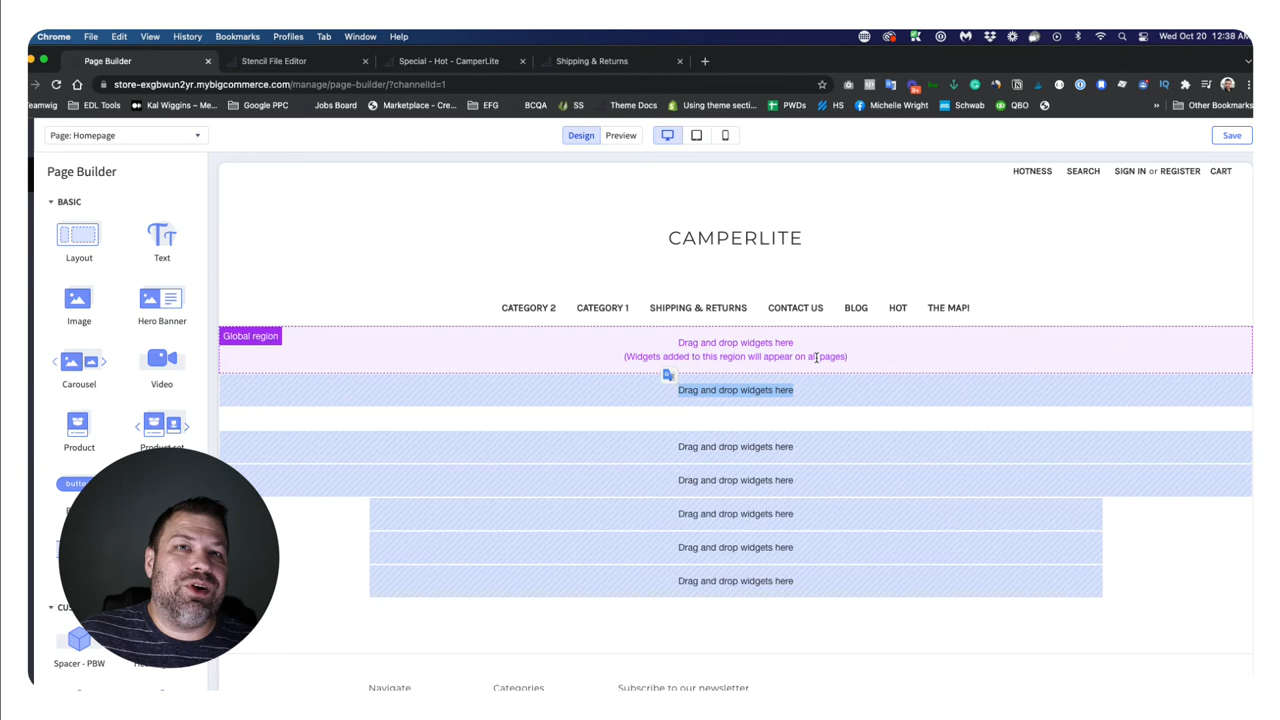 Chrome File Edit View History Bookmarks Profiles Tab Window Help Wed Oct 20 12:38 AM
Page Builder Stencil File Editor Special - Hot - CamperLite Shipping & Returns
store-exgbwun2yr.mybigcommerce.com/manage/page-builder/?channelId=1
Teamwig EDL Tools Kal Wiggins – Me... Google PPC Jobs Board Marketplace - Crea... EFG BCQA SS Theme Docs Using theme secti... PWDs HS Michelle Wright Schwab QBO Other Bookmarks
Page: Homepage Design Preview Save
Page Builder
HOTNESS SEARCH SIGN IN or REGISTER CART
BASIC
Layout Text
CAMPERLITE
Image Hero Banner
CATEGORY 2 CATEGORY 1 SHIPPING & RETURNS CONTACT US BLOG HOT THE MAP!
Global region
Drag and drop widgets here
(Widgets added to this region will appear on all pages)
Carousel Video
Drag and drop widgets here
Product Product set
Drag and drop widgets here
Drag and drop widgets here
Drag and drop widgets here
Drag and drop widgets here
Drag and drop widgets here
Spacer - PBW
Navigate Categories Subscribe to our newsletter